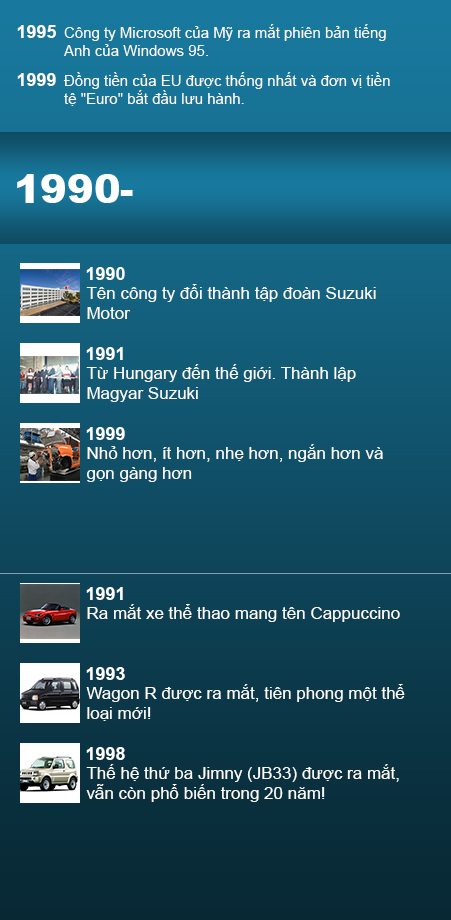 1995 Công ty Microsoft của Mỹ ra mắt phiên bản tiếng
Anh của Windows 95.
1999 Đồng tiền của EU được thống nhất và đơn vị tiền
tệ "Euro" bắt đầu lưu hành.
1990-
1990
Tên công ty đổi thành tập đoàn Suzuki
Motor
1991
Từ Hungary đến thế giới. Thành lập
Magyar Suzuki
1999
Nhỏ hơn, ít hơn, nhẹ hơn, ngắn hơn và
gọn gàng hơn
1991
Ra mắt xe thể thao mang tên Cappuccino
1993
Wagon R được ra mắt, tiên phong một thể
loại mới!
1998
Thế hệ thứ ba Jimny (JB33) được ra mắt,
vẫn còn phổ biến trong 20 năm!